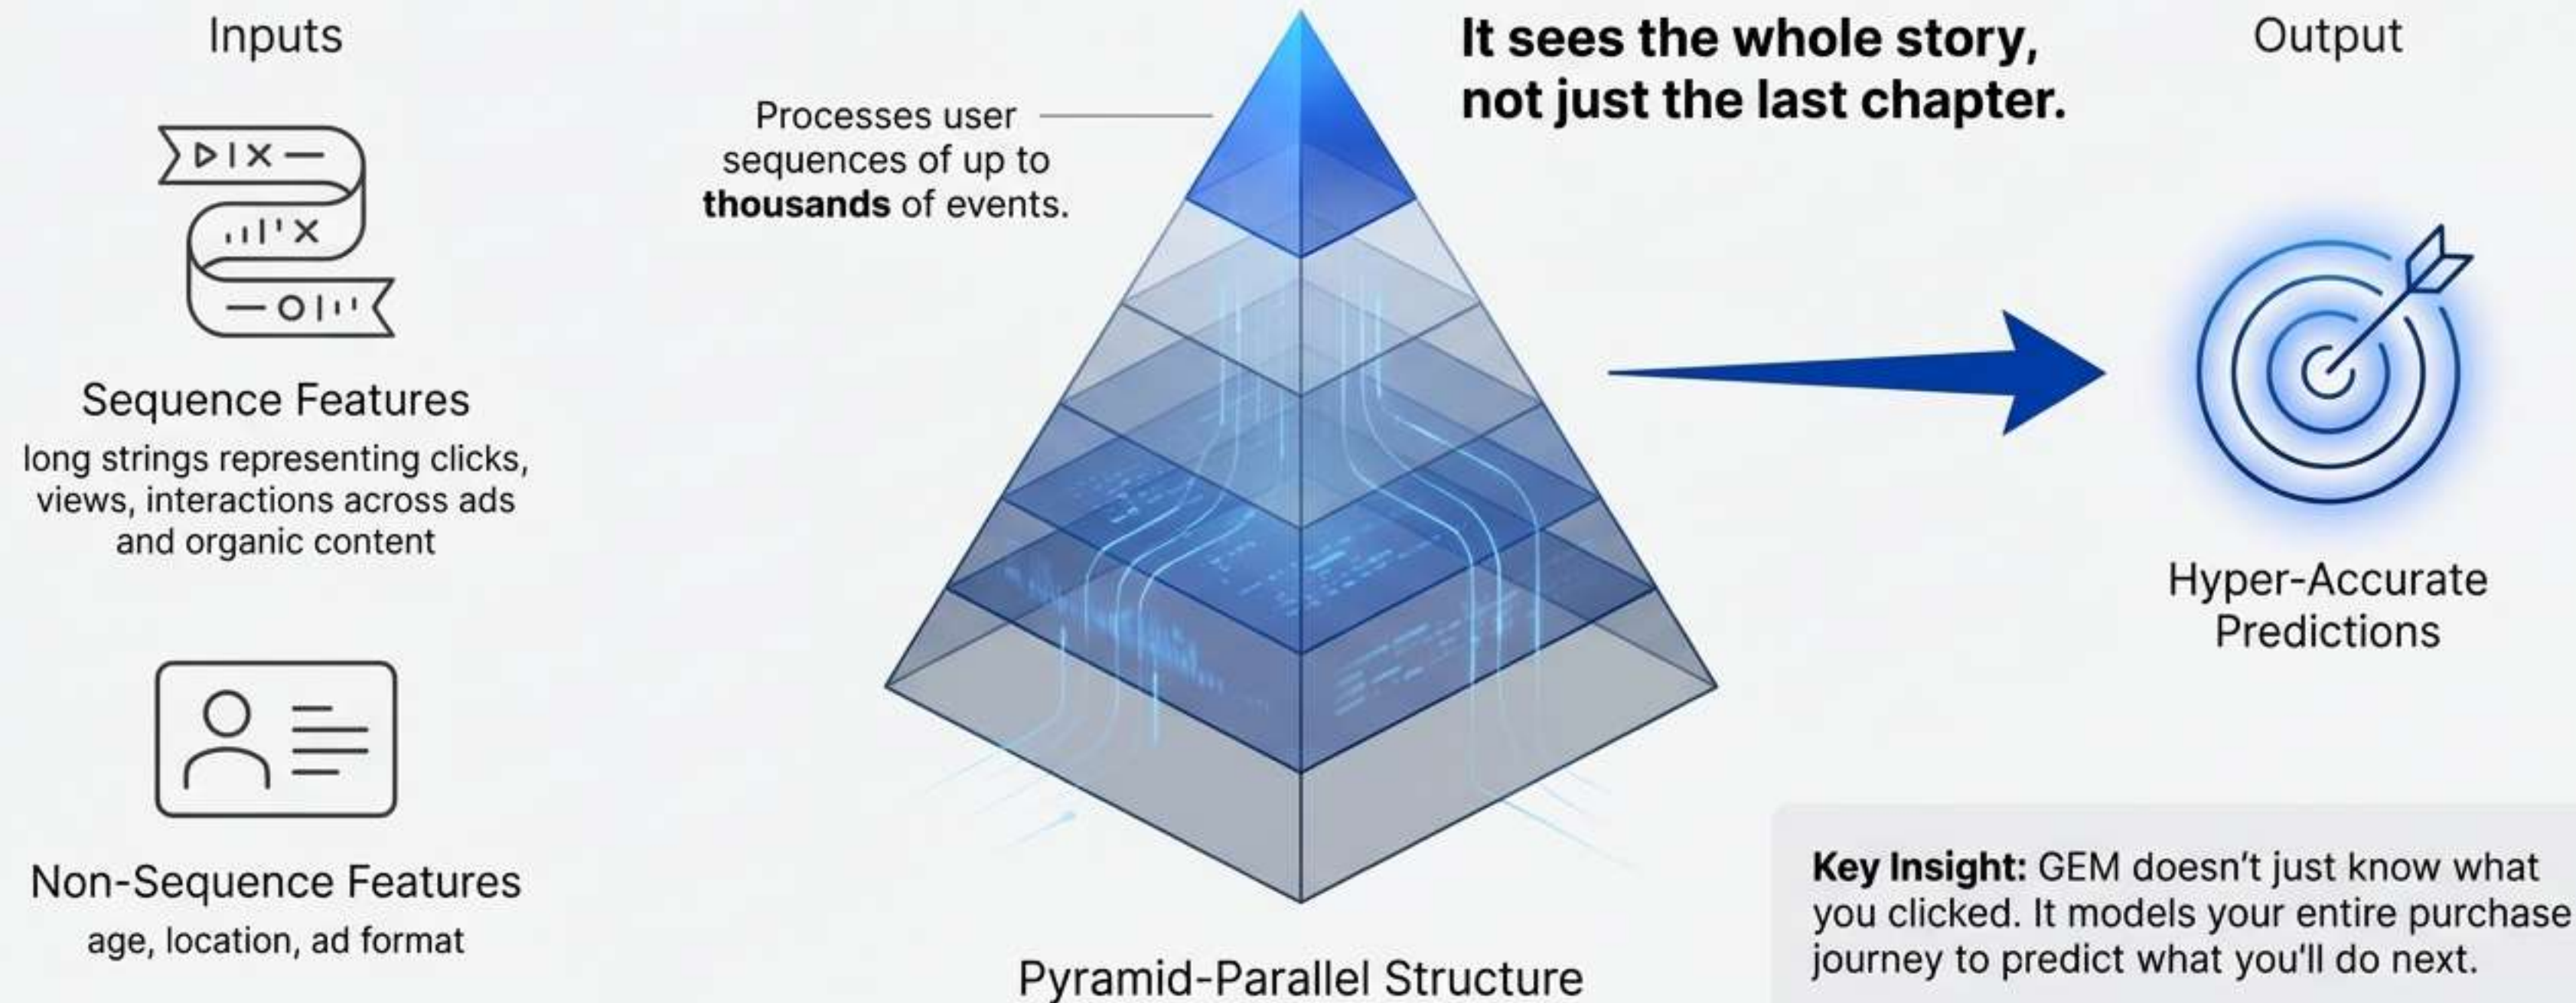 Inputs
Sequence Features
long strings representing clicks,
views, interactions across ads
and organic content
Non-Sequence Features
age, location, ad format
Processes user
sequences of up to
thousands of events.
Pyramid-Parallel Structure
It sees the whole story,
not just the last chapter.
Output
Hyper-Accurate
Predictions
Key Insight: GEM doesn’t just know what
you clicked. It models your entire purchase
journey to predict what you'll do next.